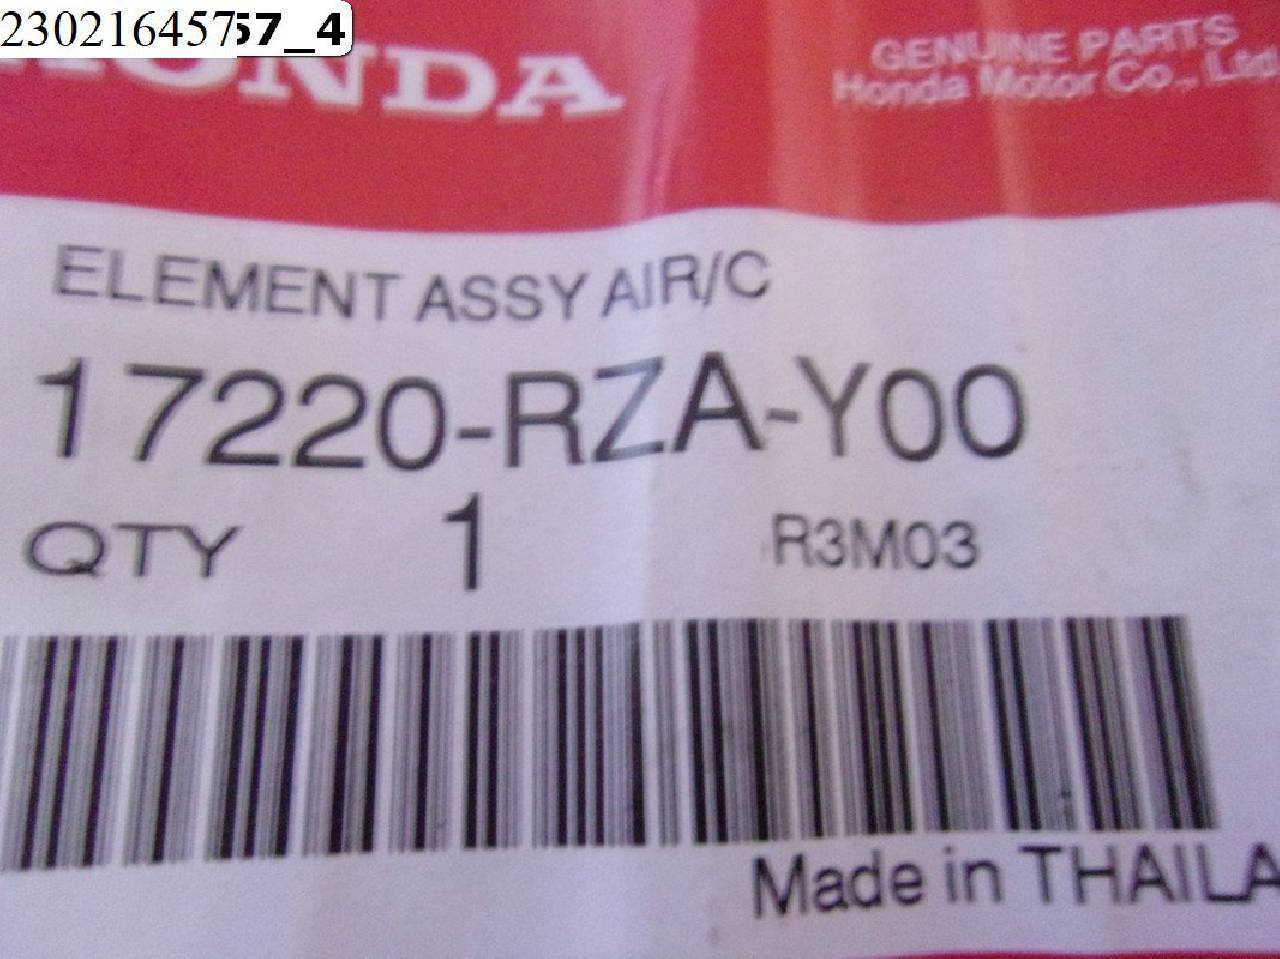 23021645757_4
HONDA
GENUINE PARTS
Honda Motor Co., Ltd
ELEMENT ASSY AIR/C
17220-RZA-Y00
QTY 1 R3M03
Made in THAILA